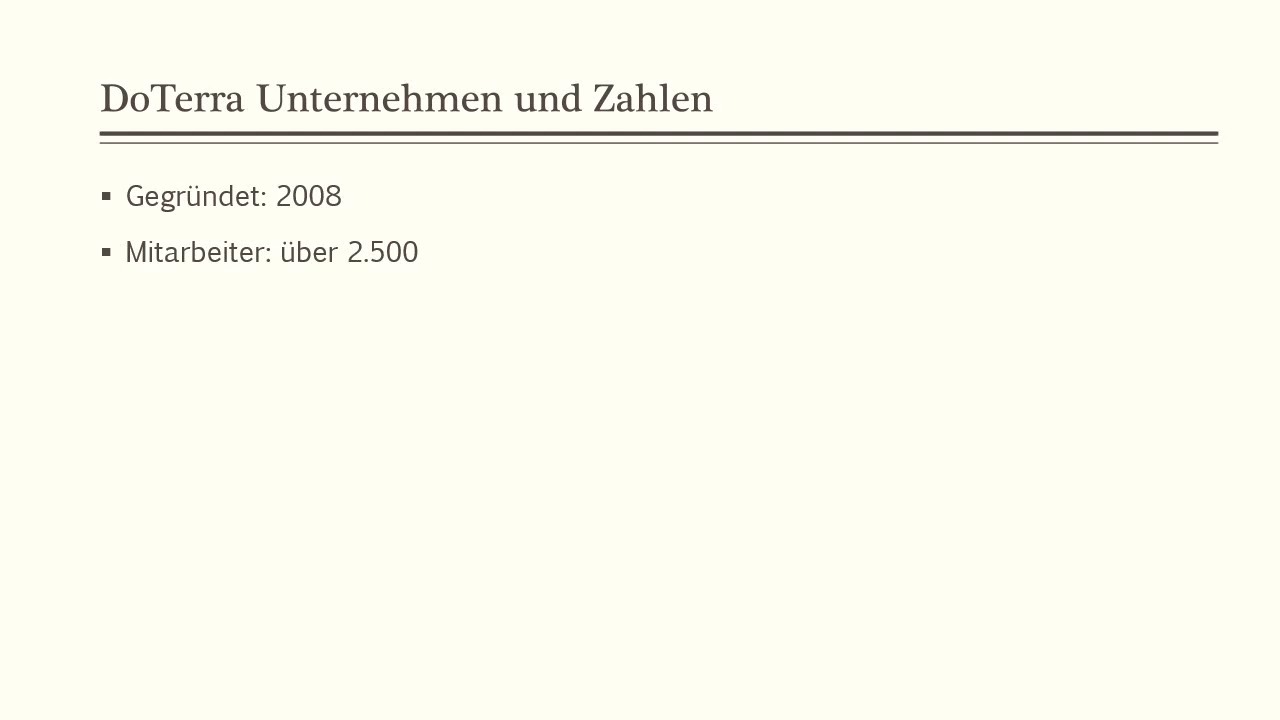 DoTerra Unternehmen und Zahlen
▪ Gegründet: 2008
▪ Mitarbeiter: über 2.500